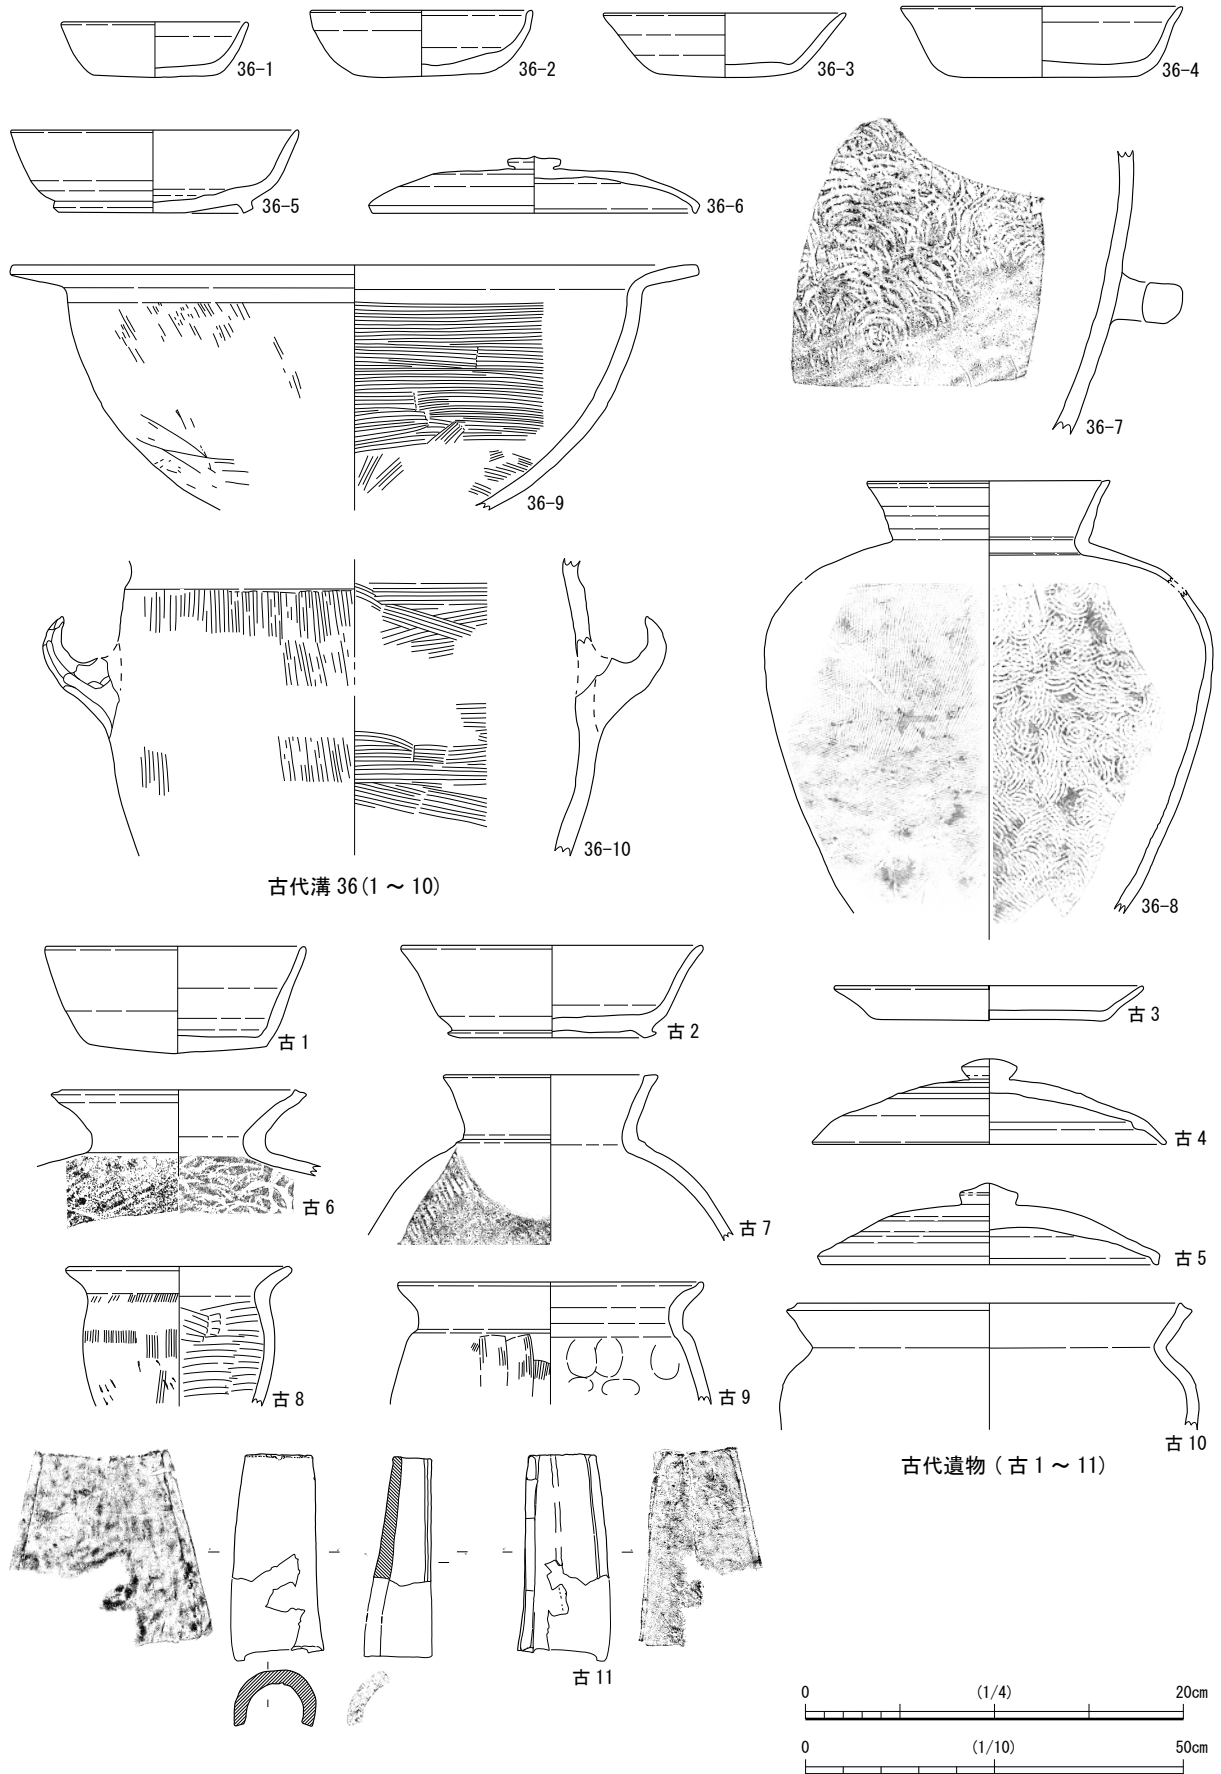 36-1
36-2
36-3
36-4
36-5
36-6
36-7
36-9
36-8
36-10
古代溝 36(1 ~ 10)
古 1
古 2
古 3
古 4
古 6
古 7
古 5
古 8
古 9
古 10
古代遺物 ( 古 1 ~ 11)
古 11
0 (1/4) 20cm
0 (1/10) 50cm